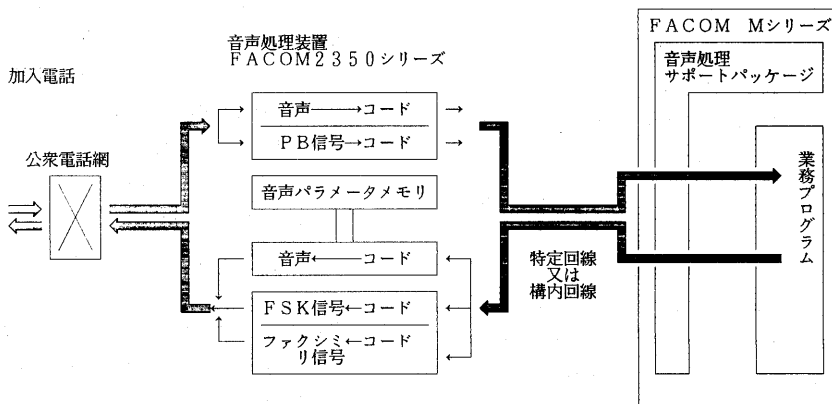 音声処理装置
FACOM2350シリーズ
FACOM Mシリーズ
音声処理
サポートパッケージ
加入電話
公衆電話網
音声→コード
PB信号→コード
音声パラメータメモリ
音声←コード
FSK信号←コード
ファクシミ←コード
リ信号
特定回線
又は
構内回線
業務プログラム